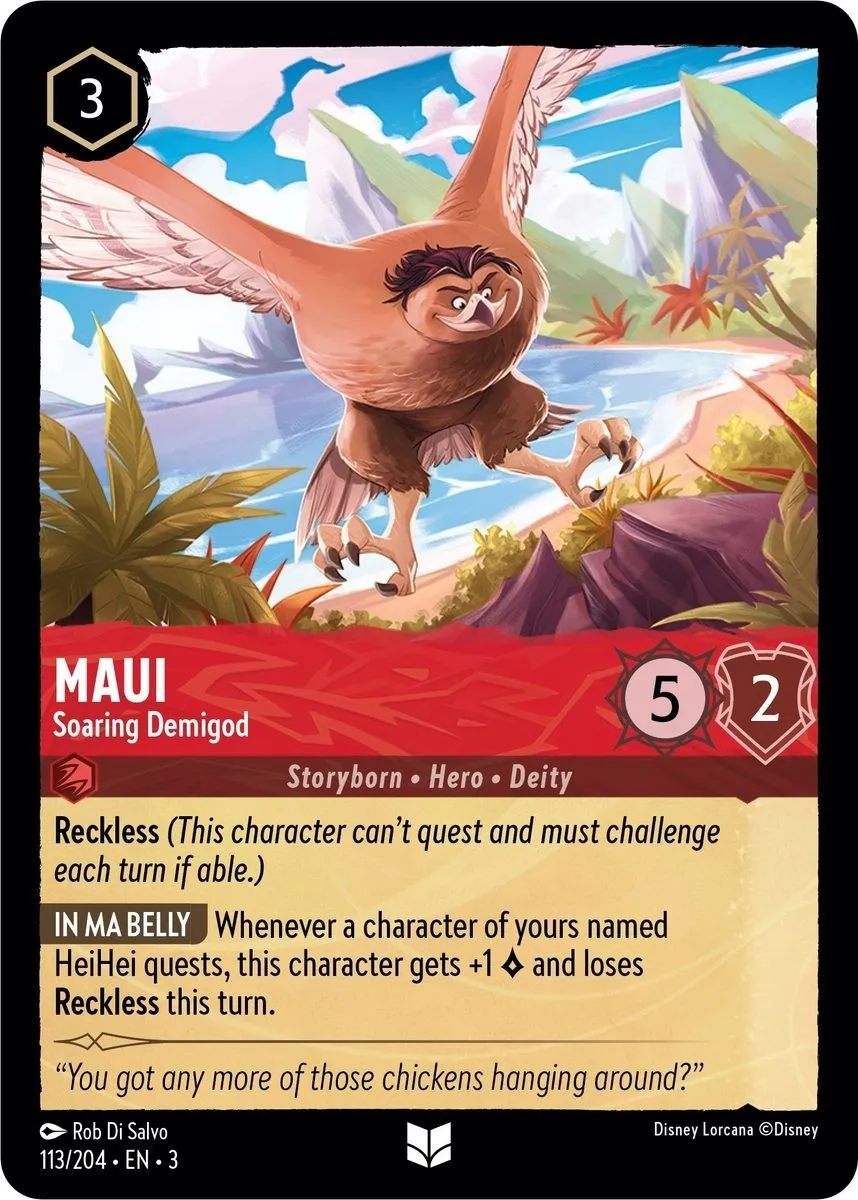 3
MAUI
Soaring Demigod
5
2
Storyborn • Hero • Deity
Reckless (This character can’t quest and must challenge
each turn if able.)
IN MA BELLY Whenever a character of yours named
HeiHei quests, this character gets +1 and loses
Reckless this turn.
“You got any more of those chickens hanging around?”
Rob Di Salvo
113/204 • EN • 3
Disney Lorcana ©Disney